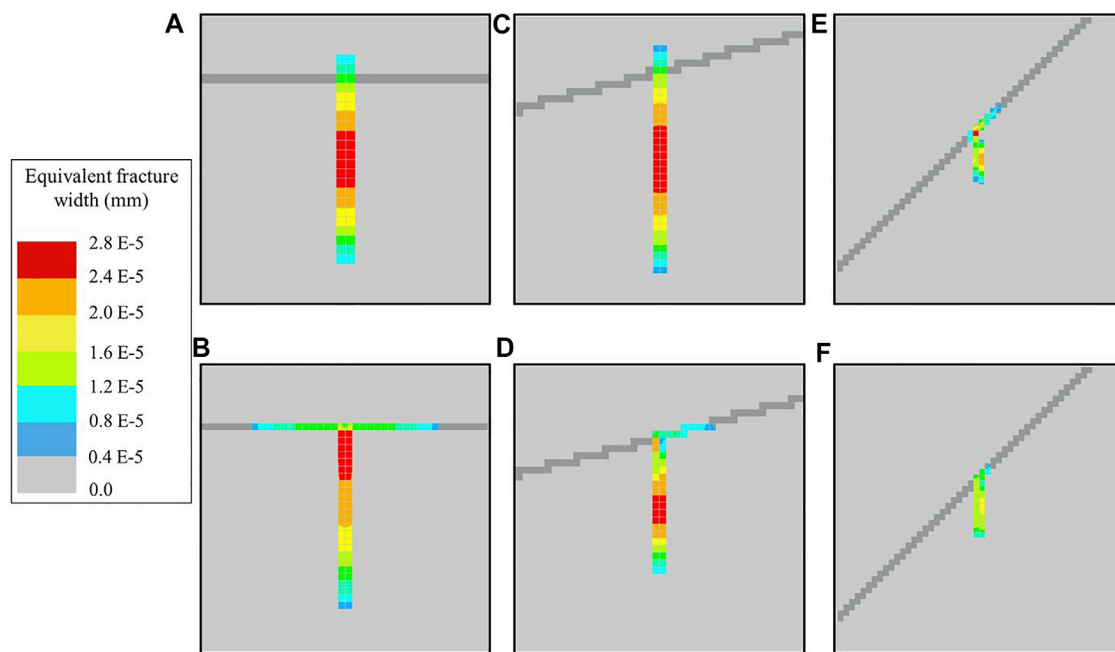 A
C
E
Equivalent fracture
width (mm)
2.8 E-5
2.4 E-5
2.0 E-5
1.6 E-5
1.2 E-5
0.8 E-5
0.4 E-5
0.0
B
D
F